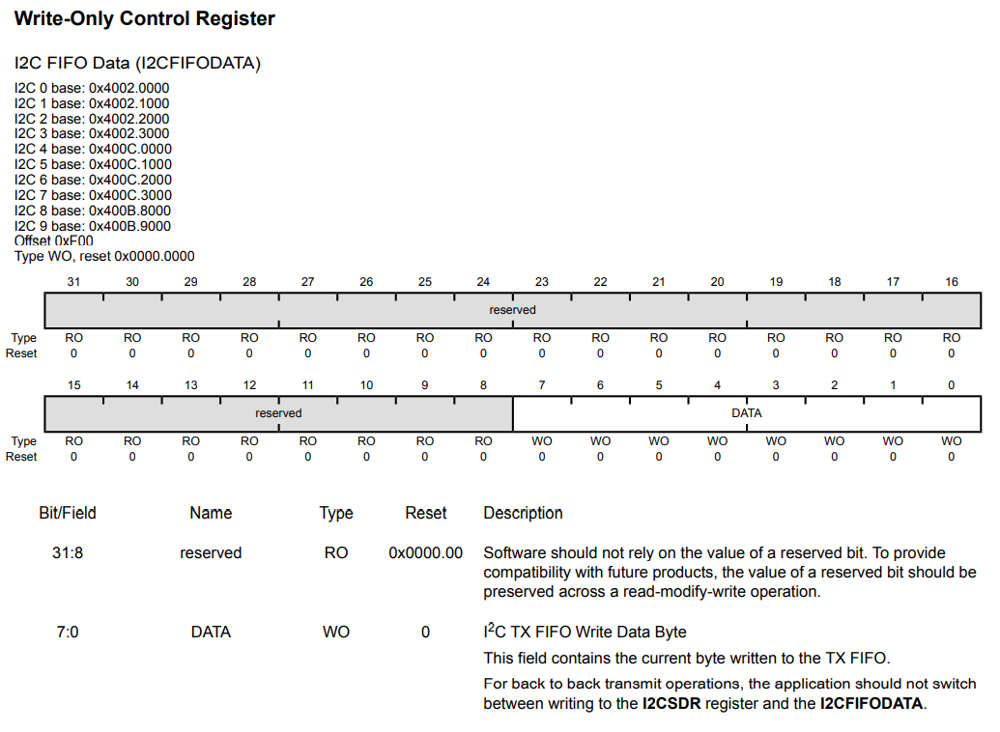 Write-Only Control Register
I2C FIFO Data (I2CFIFODATA)
I2C 0 base: 0x4002.0000
I2C 1 base: 0x4002.1000
I2C 2 base: 0x4002.2000
I2C 3 base: 0x4002.3000
I2C 4 base: 0x400C.0000
I2C 5 base: 0x400C.1000
I2C 6 base: 0x400C.2000
I2C 7 base: 0x400C.3000
I2C 8 base: 0x400B.8000
I2C 9 base: 0x400B.9000
Offset 0xF00
Type WO, reset 0x0000.0000
31 30 29 28 27 26 25 24 23 22 21 20 19 18 17 16
reserved
Type RO RO RO RO RO RO RO RO RO RO RO RO RO RO RO RO
Reset 0 0 0 0 0 0 0 0 0 0 0 0 0 0 0 0
15 14 13 12 11 10 9 8 7 6 5 4 3 2 1 0
reserved DATA
Type RO RO RO RO RO RO RO RO WO WO WO WO WO WO WO WO
Reset 0 0 0 0 0 0 0 0 0 0 0 0 0 0 0 0
Bit/Field Name Type Reset Description
31:8 reserved RO 0x0000.00 Software should not rely on the value of a reserved bit. To provide
compatibility with future products, the value of a reserved bit should be
preserved across a read-modify-write operation.
7:0 DATA WO 0 I²C TX FIFO Write Data Byte
This field contains the current byte written to the TX FIFO.
For back to back transmit operations, the application should not switch
between writing to the I2CSDR register and the I2CFIFODATA.